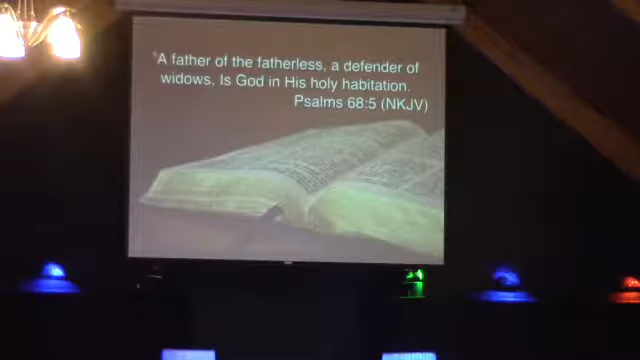 "A father of the fatherless, a defender of
widows, Is God in His holy habitation.
Psalms 68:5 (NKJV)